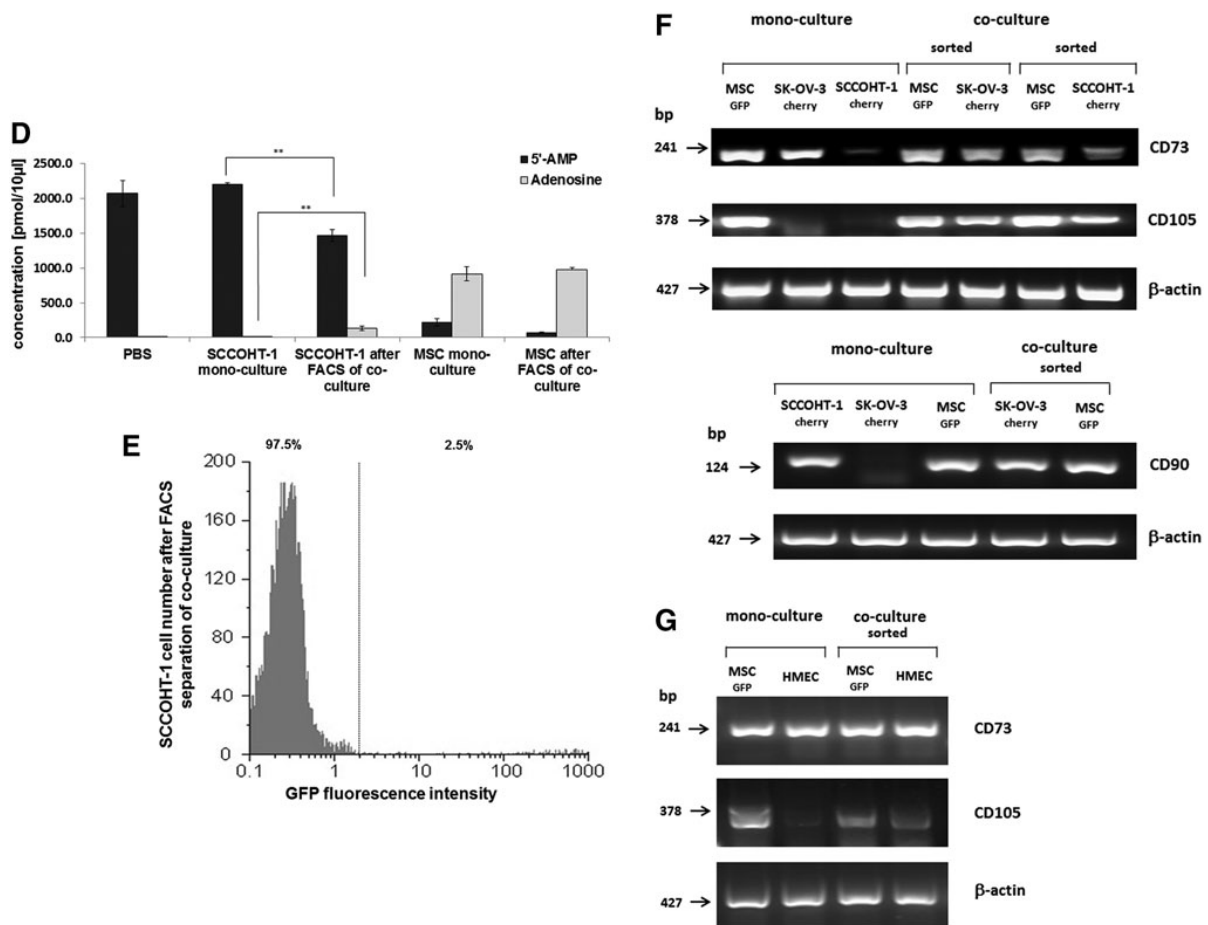 D
concentration [pmol/10µl]
2500.0
2000.0
1500.0
1000.0
500.0
0.0
**
**
5'-AMP
Adenosine
PBS
SCCOHT-1 mono-culture
SCCOHT-1 after FACS of co-culture
MSC mono-culture
MSC after FACS of co-culture
E
97.5%
2.5%
SCCOHT-1 cell number after FACS separation of co-culture
200
160
120
80
40
0
0.1
1
10
100
1000
GFP fluorescence intensity
F
mono-culture
co-culture
sorted
sorted
MSC GFP
SK-OV-3 cherry
SCCOHT-1 cherry
MSC GFP
SK-OV-3 cherry
MSC GFP
SCCOHT-1 cherry
bp
241 → CD73
378 → CD105
427 → β-actin
mono-culture
co-culture
sorted
SCCOHT-1 cherry
SK-OV-3 cherry
MSC GFP
SK-OV-3 cherry
MSC GFP
bp
124 → CD90
427 → β-actin
G
mono-culture
co-culture
sorted
MSC GFP
HMEC
MSC GFP
HMEC
bp
241 → CD73
378 → CD105
427 → β-actin